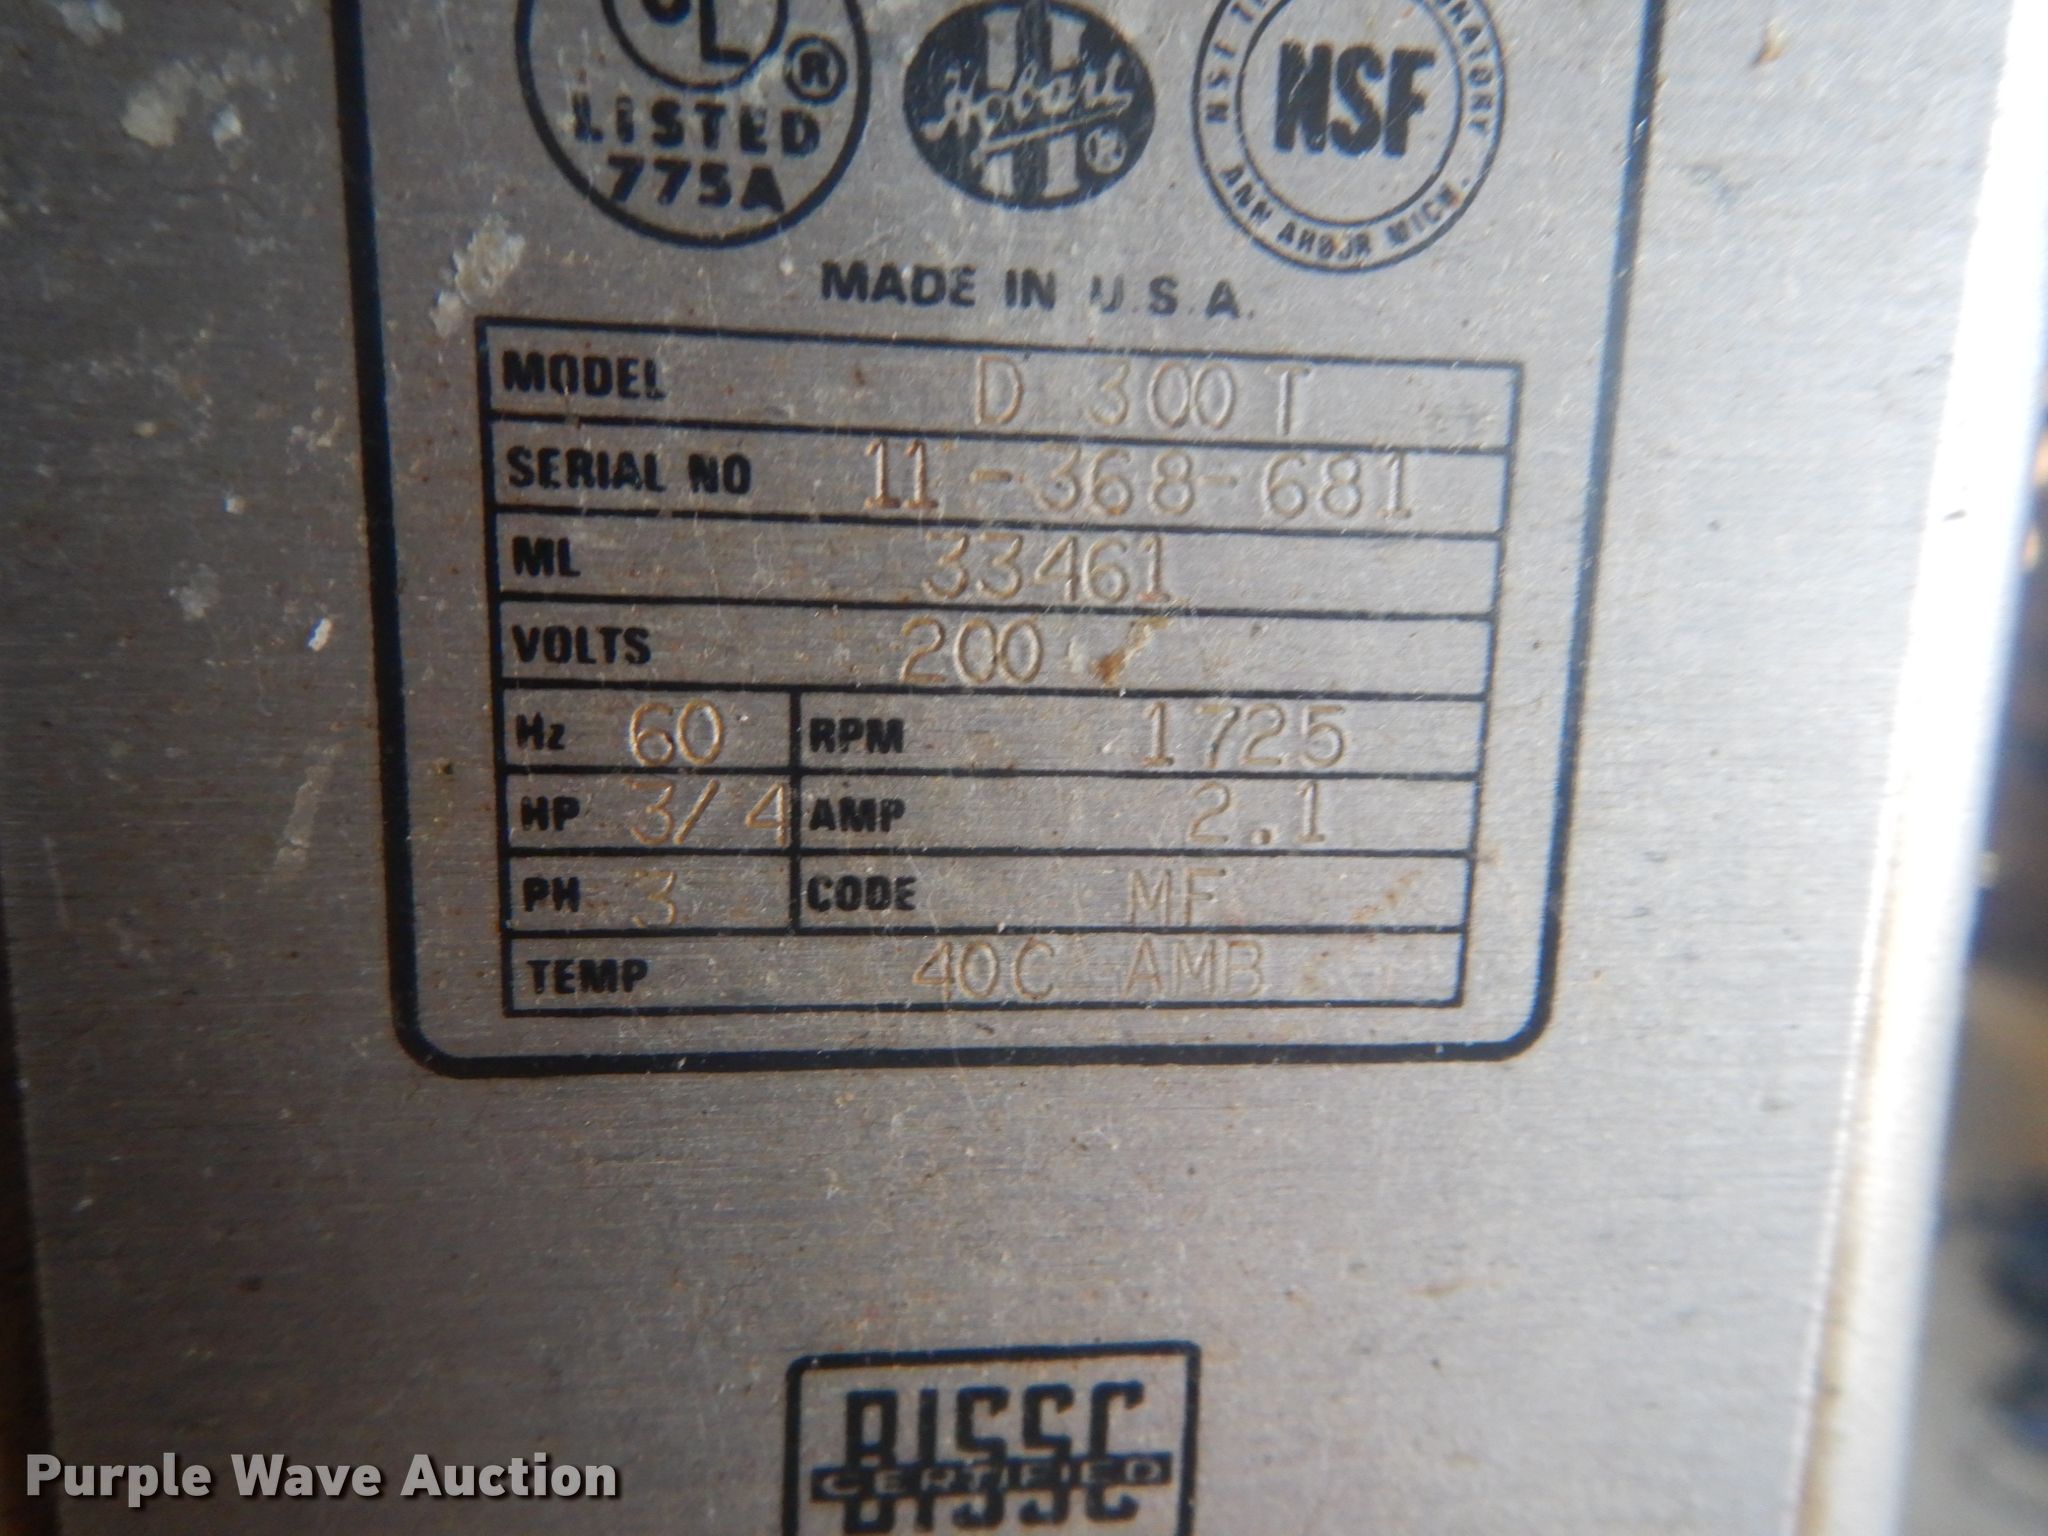 UL ®
LISTED
775A
Hobart ®
NSF
ANN ARBOR MICH.
MADE IN U.S.A.
MODEL D 300 T
SERIAL NO 11-368-681
ML 33461
VOLTS 200
Hz 60 RPM 1725
HP 3/4 AMP 2.1
PH 3 CODE MF
TEMP 40C AMB
BISSC
CERTIFIED
Purple Wave Auction